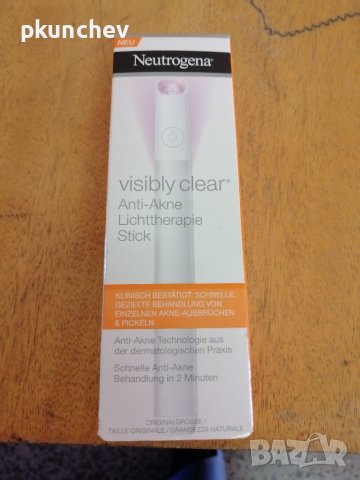 pkunchev
NEU
Neutrogena®
visibly clear®
Anti-Akne
Lichttherapie
Stick
KLINISCH BESTÄTIGT: SCHNELLE,
GEZIELTE BEHANDLUNG VON
EINZELNEN AKNE-AUSBRÜCHEN
& PICKELN
Anti-Akne Technologie aus
der dermatologischen Praxis
Schnelle Anti-Akne
Behandlung in 2 Minuten
ORIGINALGRÖSSE /
TAILLE ORIGINALE / GRANDEZZA NATURALE
bazar